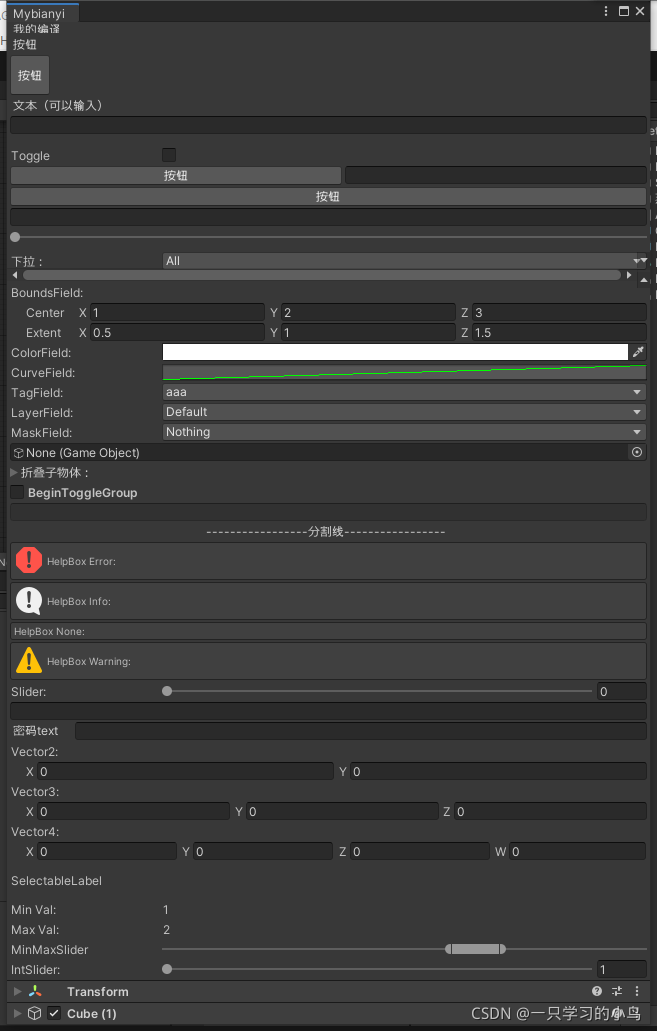 Mybianyi
我的编译
按钮
按钮
文本（可以输入）
Toggle
按钮
按钮
下拉： All
BoundsField:
Center X 1 Y 2 Z 3
Extent X 0.5 Y 1 Z 1.5
ColorField:
CurveField:
TagField: aaa
LayerField: Default
MaskField: Nothing
None (Game Object)
折叠子物体：
BeginToggleGroup
-----------------分割线-----------------
HelpBox Error:
HelpBox Info:
HelpBox None:
HelpBox Warning:
Slider: 0
密码text
Vector2:
X 0 Y 0
Vector3:
X 0 Y 0 Z 0
Vector4:
X 0 Y 0 Z 0 W 0
SelectableLabel
Min Val: 1
Max Val: 2
MinMaxSlider
IntSlider: 1
Transform
Cube (1)
CSDN @一只学习的小鸟